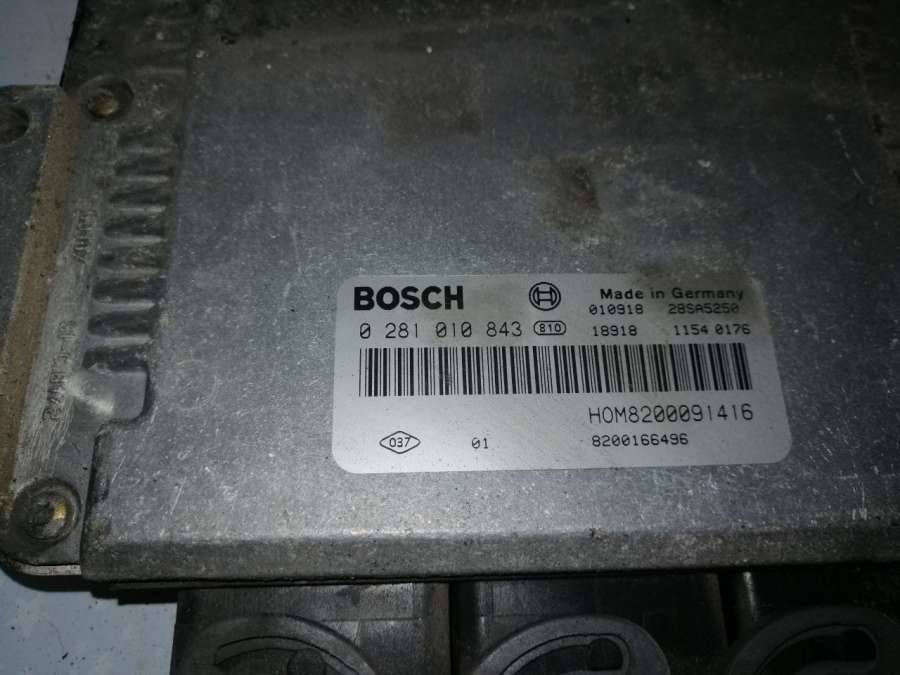 BOSCH
Made in Germany
010918 28SA5250
0 281 010 843 810 18918 1154 0176
HOM8200091416
037 01 8200166496